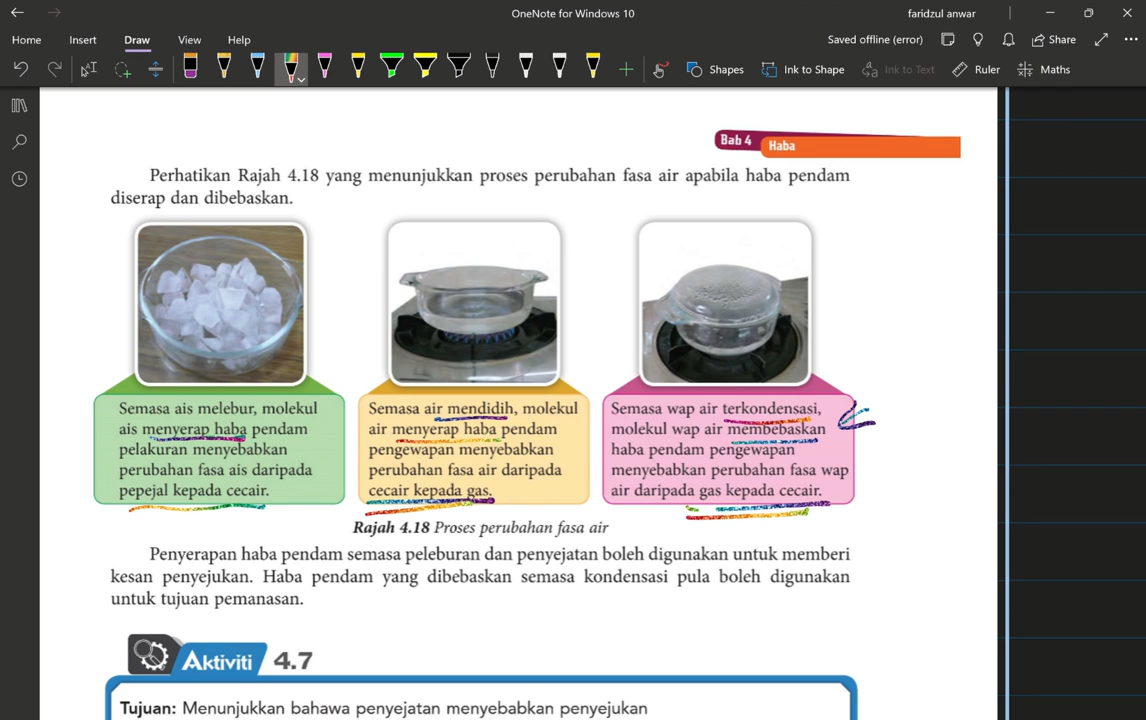 OneNote for Windows 10
faridzul anwar
Home
Insert
Draw
View
Help
Saved offline (error)
Share
Shapes
Ink to Shape
Ink to Text
Ruler
Maths
Bab 4
Haba
Perhatikan Rajah 4.18 yang menunjukkan proses perubahan fasa air apabila haba pendam
diserap dan dibebaskan.
Semasa ais melebur, molekul
ais menyerap haba pendam
pelakuran menyebabkan
perubahan fasa ais daripada
pepejal kepada cecair.
Semasa air mendidih, molekul
air menyerap haba pendam
pengewapan menyebabkan
perubahan fasa air daripada
cecair kepada gas.
Semasa wap air terkondensasi,
molekul wap air membebaskan
haba pendam pengewapan
menyebabkan perubahan fasa wap
air daripada gas kepada cecair.
Rajah 4.18 Proses perubahan fasa air
Penyerapan haba pendam semasa peleburan dan penyejatan boleh digunakan untuk memberi
kesan penyejukan. Haba pendam yang dibebaskan semasa kondensasi pula boleh digunakan
untuk tujuan pemanasan.
Aktiviti 4.7
Tujuan: Menunjukkan bahawa penyejatan menyebabkan penyejukan